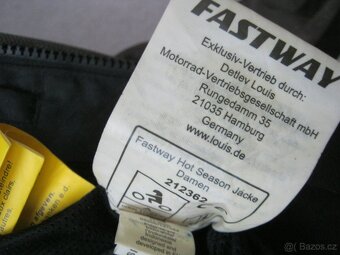 FASTWAY
Exklusiv-Vertrieb durch:
Detlev Louis
Motorrad-Vertriebsgesellschaft mbH
Rungedamm 35
21035 Hamburg
Germany
www.louis.de
Fastway Hot Season Jacke
Damen
212362
Bazoš.cz